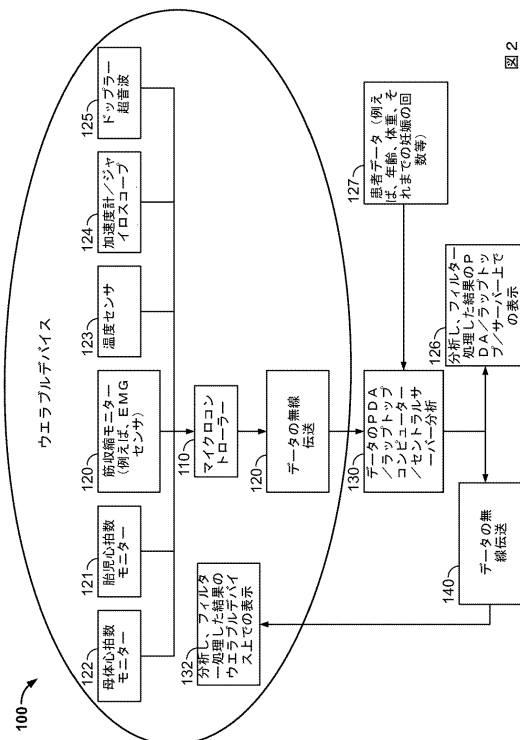 100
ウエラブルデバイス
122
母体心拍数
モニター
121
胎児心拍数
モニター
120
筋収縮モニター
(例えば、EMG
センサ)
123
温度センサ
124
加速度計/ジャ
イロスコープ
125
ドップラー
超音波
110
マイクロコン
トローラー
120
データの無線
伝送
132
分析し、フィルタ
ー処理した結果の
ウエラブルデバイ
ス上での表示
130
データのPDA
/ラップトップ
コンピューター
/セントラルサ
ーバー分析
127
患者データ(例え
ば、年齢、体重、そ
れまでの妊娠の回
数等)
140
データの無
線伝送
126
分析し、フィルター
処理した結果のP
DA/ラップトッ
プ/サーバー上で
の表示
図2